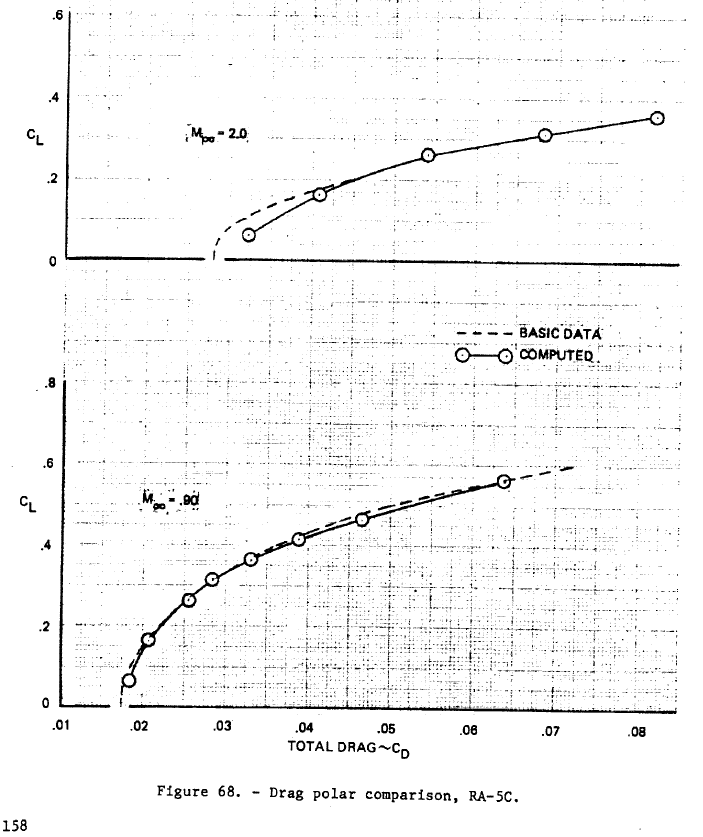 .6
.4
C_L
M∞ = 2.0
.2
0
BASIC DATA
COMPUTED
.8
.6
C_L
M∞ = .90
.4
.2
0
.01 .02 .03 .04 .05 .06 .07 .08
TOTAL DRAG~C_D
Figure 68. - Drag polar comparison, RA-5C.
158